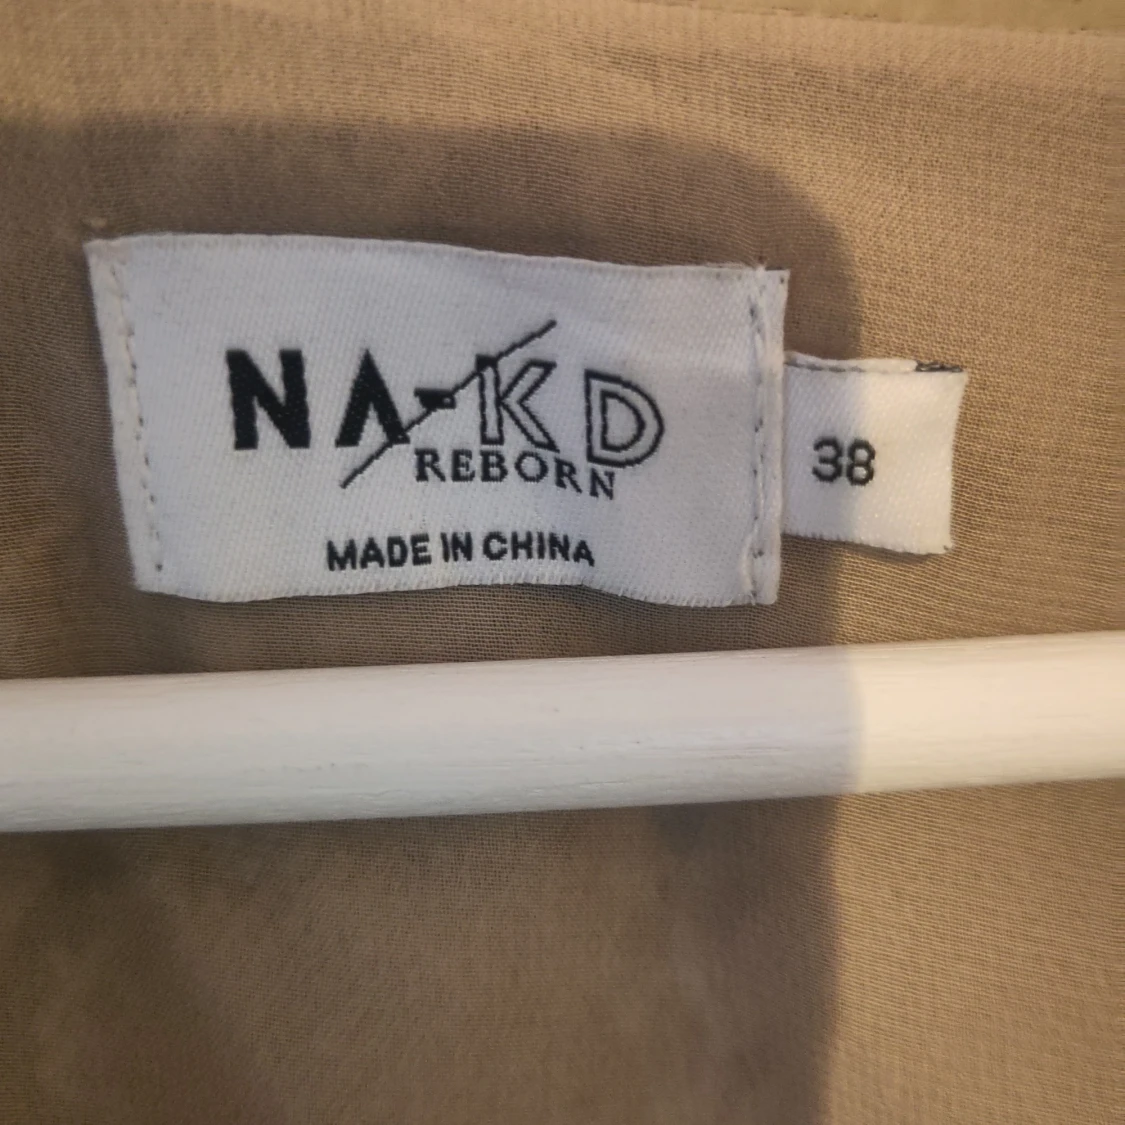 NA-KD
REBORN
MADE IN CHINA
38